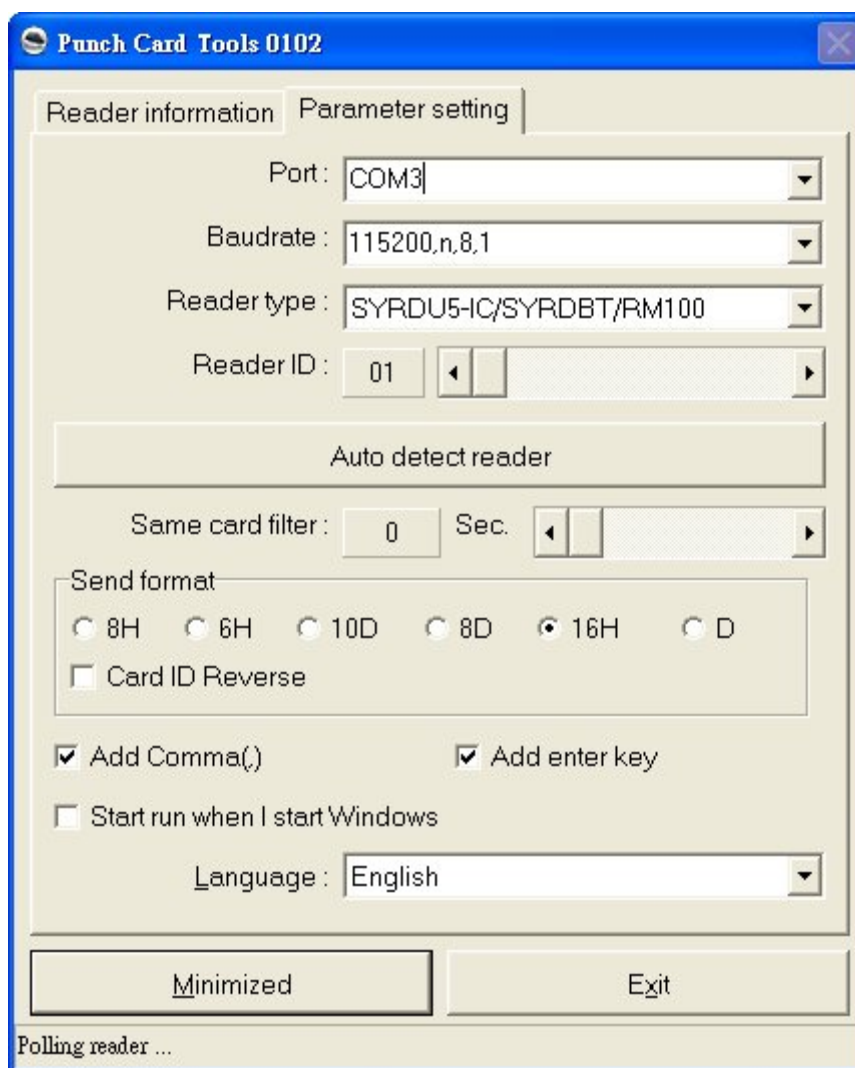 Punch Card Tools 0102
Reader information Parameter setting
Port : COM3
Baudrate : 115200,n,8,1
Reader type : SYRDU5-IC/SYRDBT/RM100
Reader ID : 01
Auto detect reader
Same card filter : 0 Sec.
Send format
8H 6H 10D 8D 16H D
Card ID Reverse
Add Comma(,) Add enter key
Start run when I start Windows
Language : English
Minimized Exit
Polling reader ...